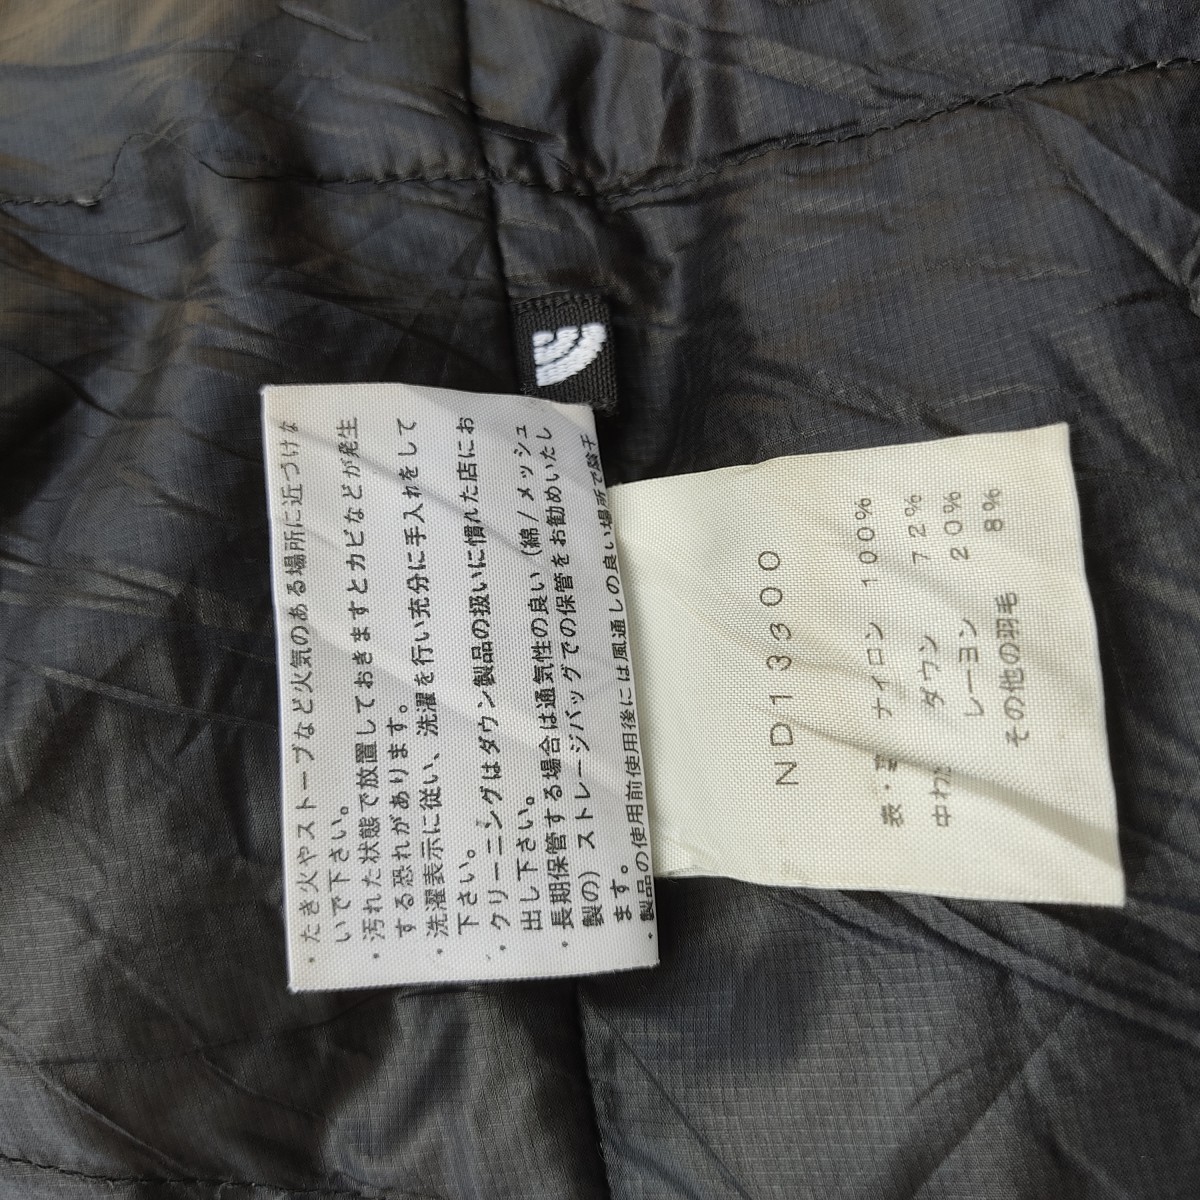 ・たき火やストーブなど火気のある場所に近づけな
いで下さい。
・汚れた状態で放置しておきますとカビなどが発生
する恐れがあります。
・洗濯表示に従い、洗濯を行い充分に手入れをして
下さい。
・クリーニングはダウン製品の扱いに慣れた店にお
出し下さい。
・長期保管する場合は通気性の良い（綿/メッシュ
製の）ストレージバッグでの保管をお勧めいたし
ます。
・製品の使用前使用後には風通しの良い場所で陰干
ND13300
表・ ナイロン 100%
中わ ダウン 72%
レーヨン 20%
その他の羽毛 8%